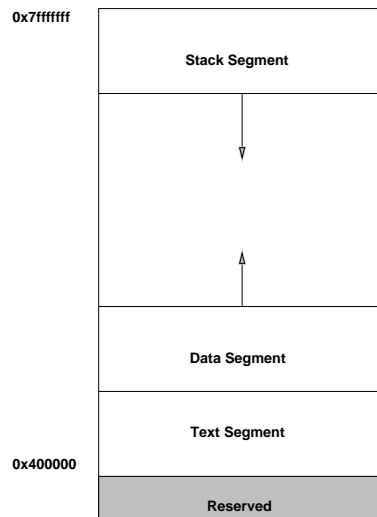 0x7fffffff
Stack Segment
Data Segment
Text Segment
0x400000
Reserved